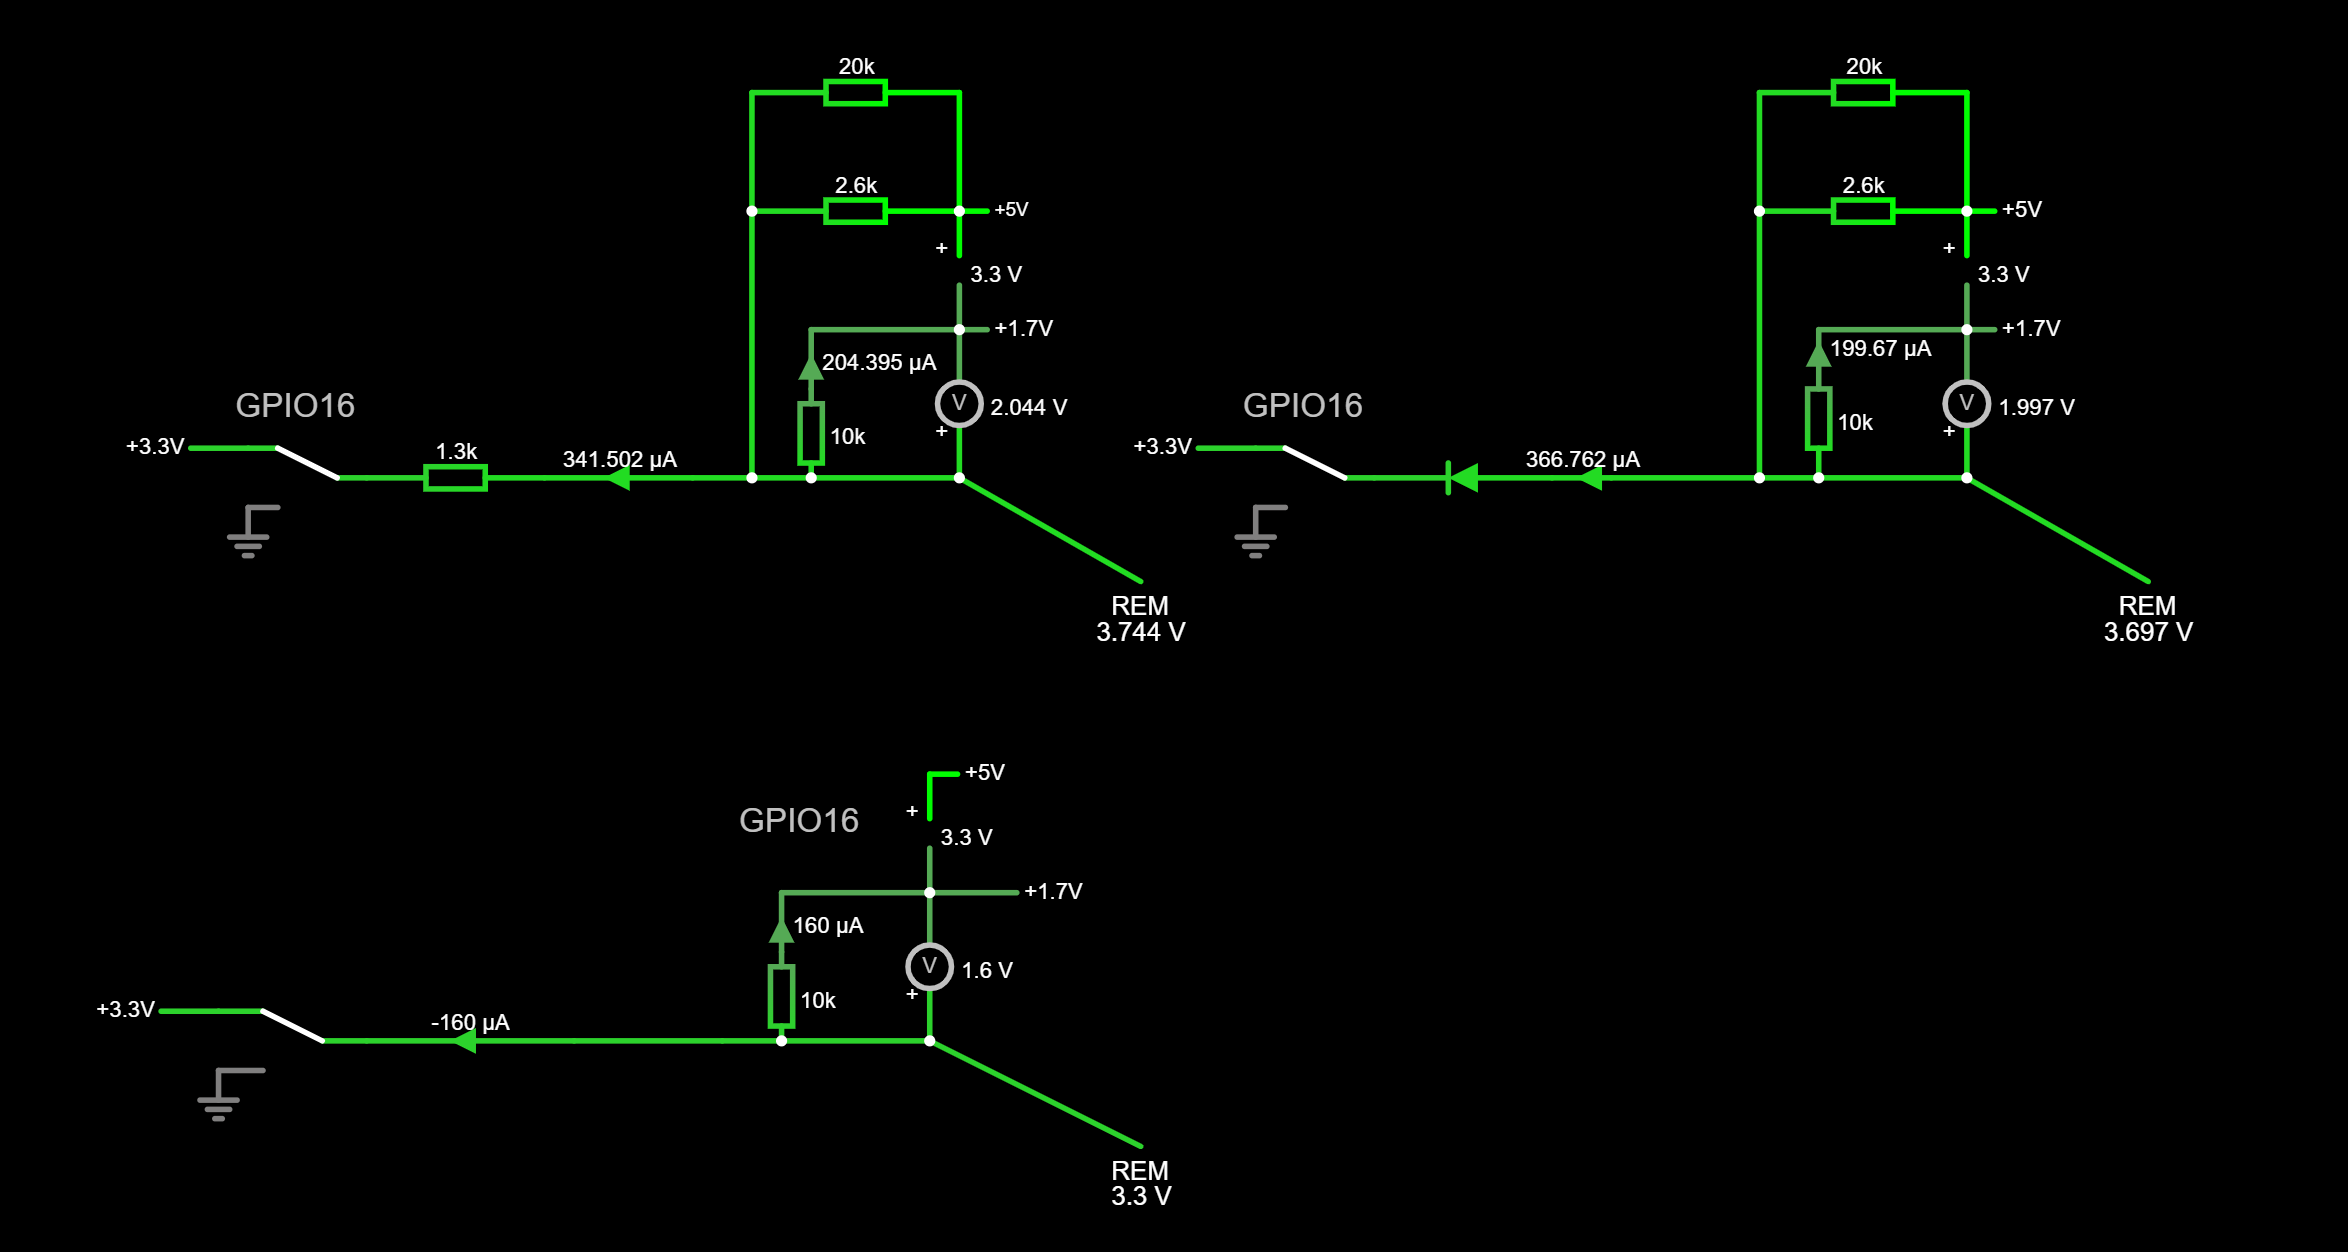 20k
2.6k
+5V
+
3.3 V
+1.7V
204.395 µA
GPIO16
V
2.044 V
+
10k
+3.3V
1.3k
341.502 µA
REM
3.744 V
20k
2.6k
+5V
+
3.3 V
+1.7V
199.67 µA
GPIO16
V
1.997 V
+
10k
+3.3V
366.762 µA
REM
3.697 V
+5V
+
GPIO16
3.3 V
+1.7V
160 µA
V
1.6 V
+
10k
+3.3V
-160 µA
REM
3.3 V